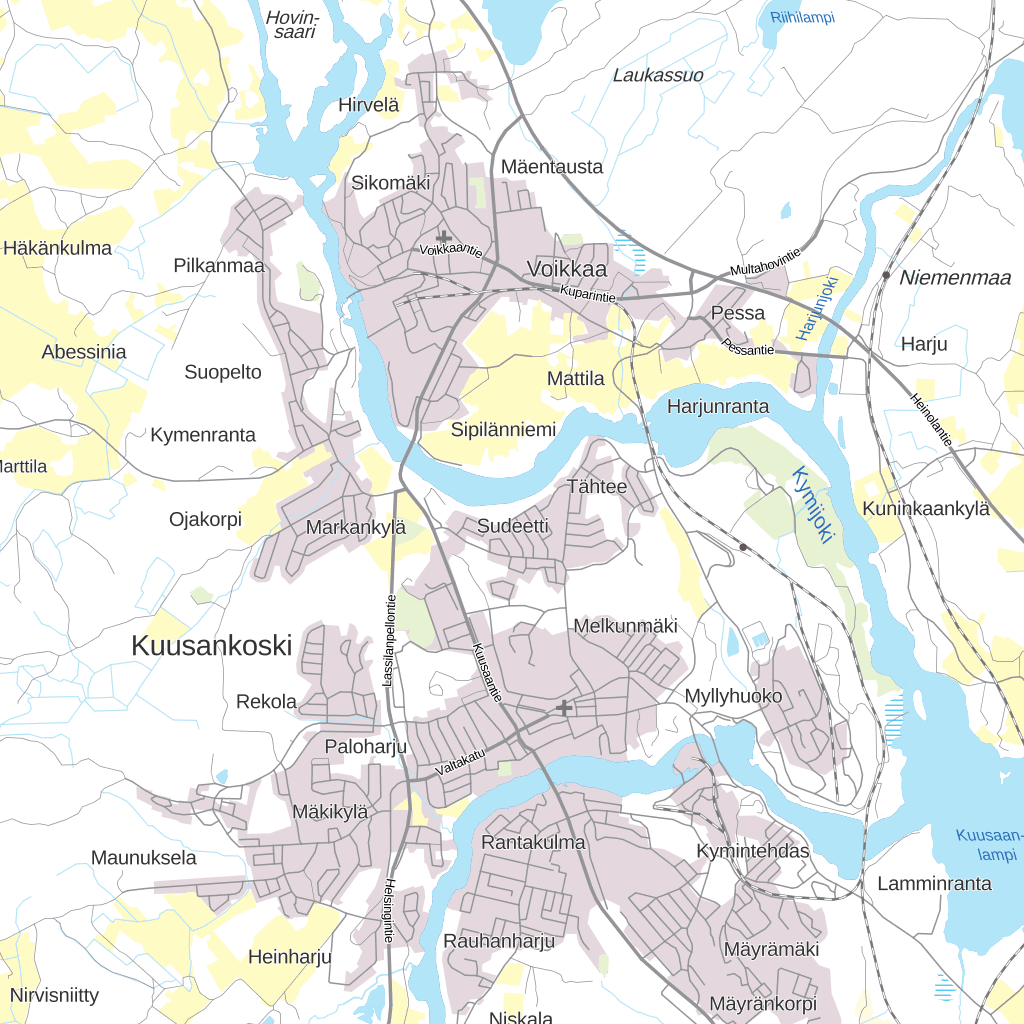 Hovin-
saari
Riihilampi
Laukassuo
Hirvelä
Mäentausta
Sikomäki
Häkänkulma
Voikkaantie
Pilkanmaa
Voikkaa
Multahovintie
Niemenmaa
Kuparintie
Harjunjoki
Pessa
Abessinia
Pessantie
Harju
Suopelto
Mattila
Harjunranta
Heinolantie
Kymenranta
Sipilänniemi
Marttila
Tähtee
Kymijoki
Kuninkaankylä
Ojakorpi
Markankylä
Sudeetti
Lassilanpellontie
Melkunmäki
Kuusankoski
Kuusaantie
Rekola
Myllyhuoko
Paloharju
Valtakatu
Mäkikylä
Rantakulma
Kuusaan-
lampi
Maunuksela
Kymintehdas
Lamminranta
Helsingintie
Rauhanharju
Mäyrämäki
Heinharju
Nirvisniitty
Mäyränkorpi
Niskala